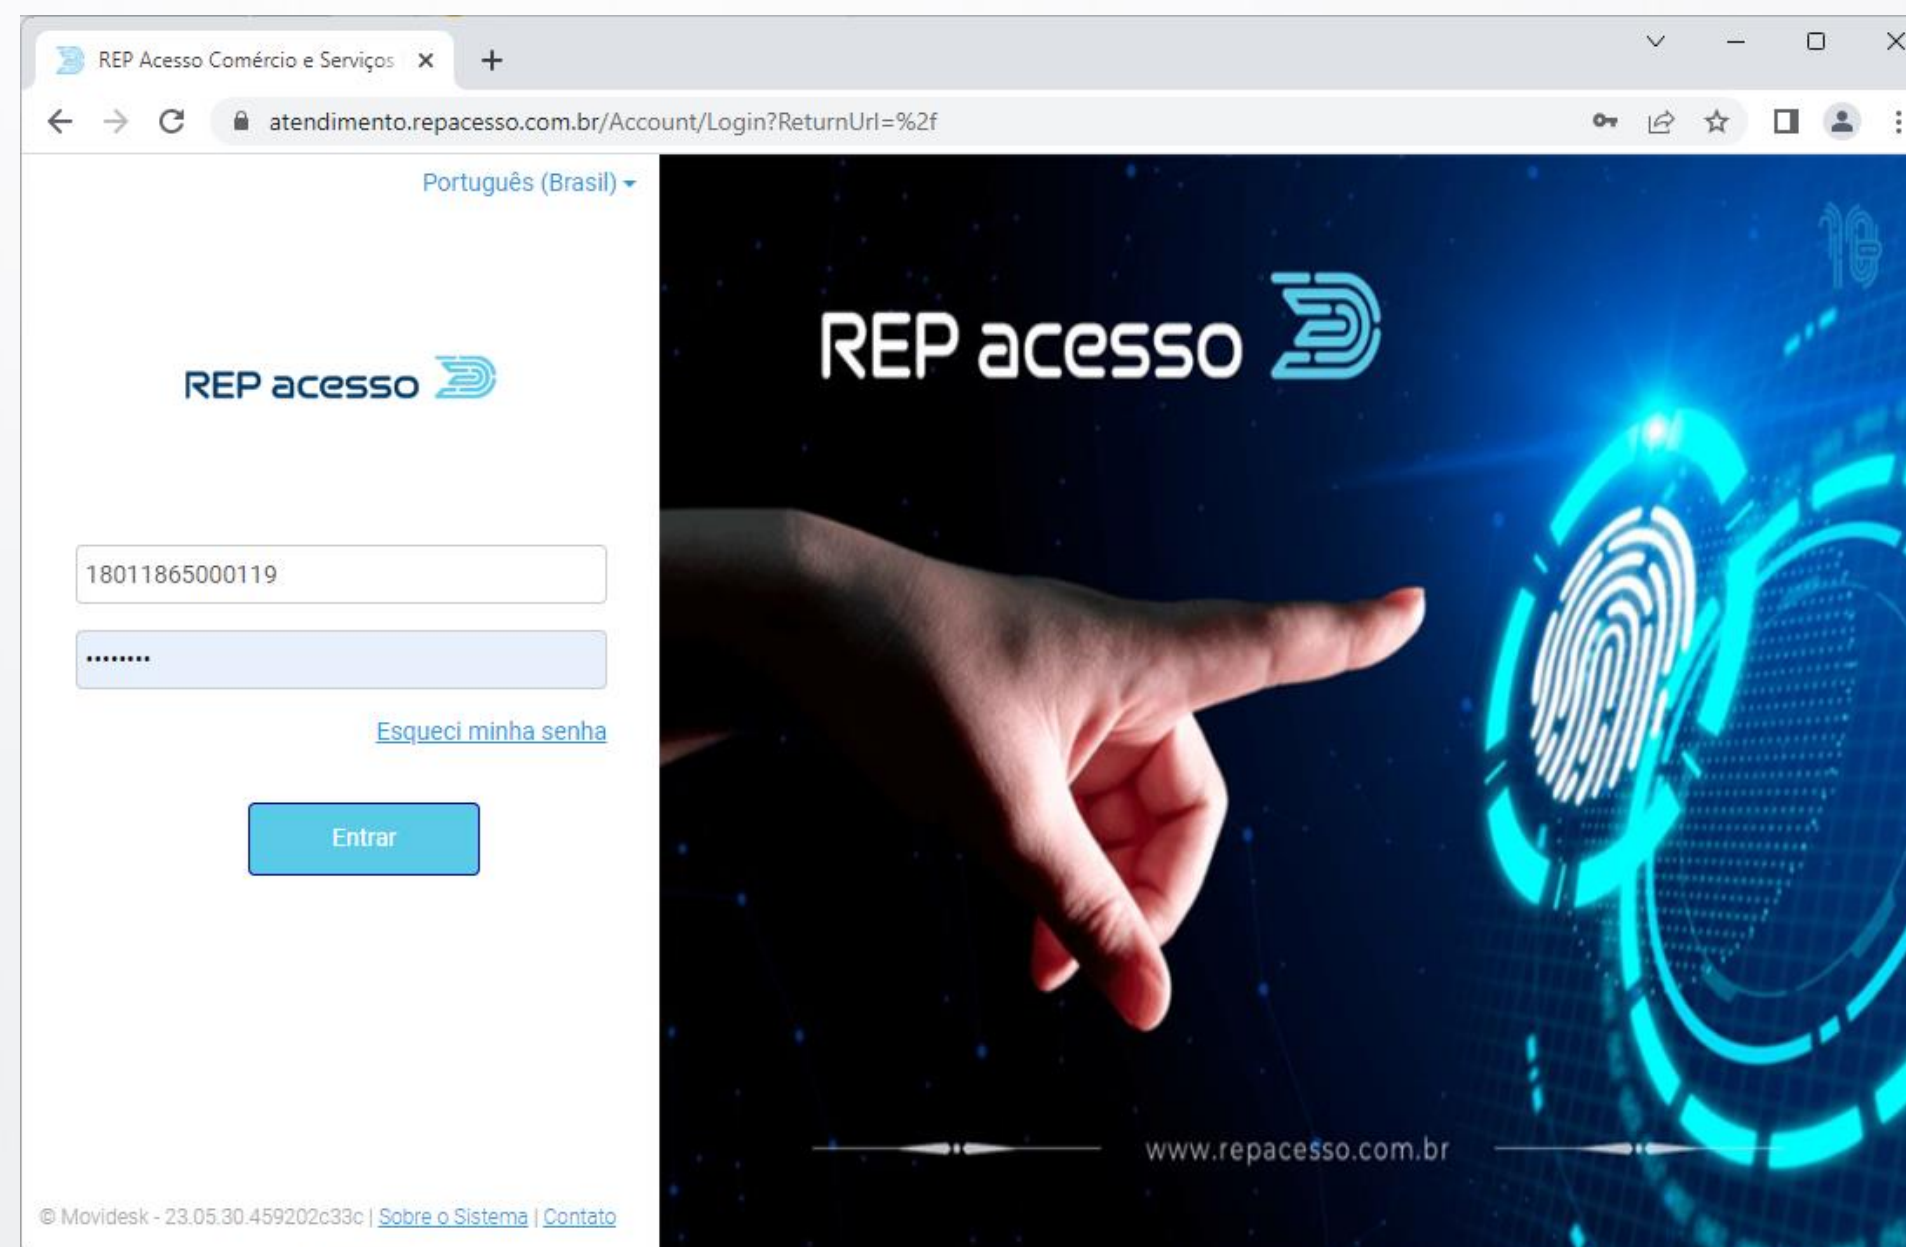 REP Acesso Comércio e Serviços
atendimento.repacesso.com.br/Account/Login?ReturnUrl=%2f
Português (Brasil)
REP acesso
18011865000119
••••••••
Esqueci minha senha
Entrar
© Movidesk - 23.05.30.459202c33c | Sobre o Sistema | Contato
REP acesso
www.repacesso.com.br